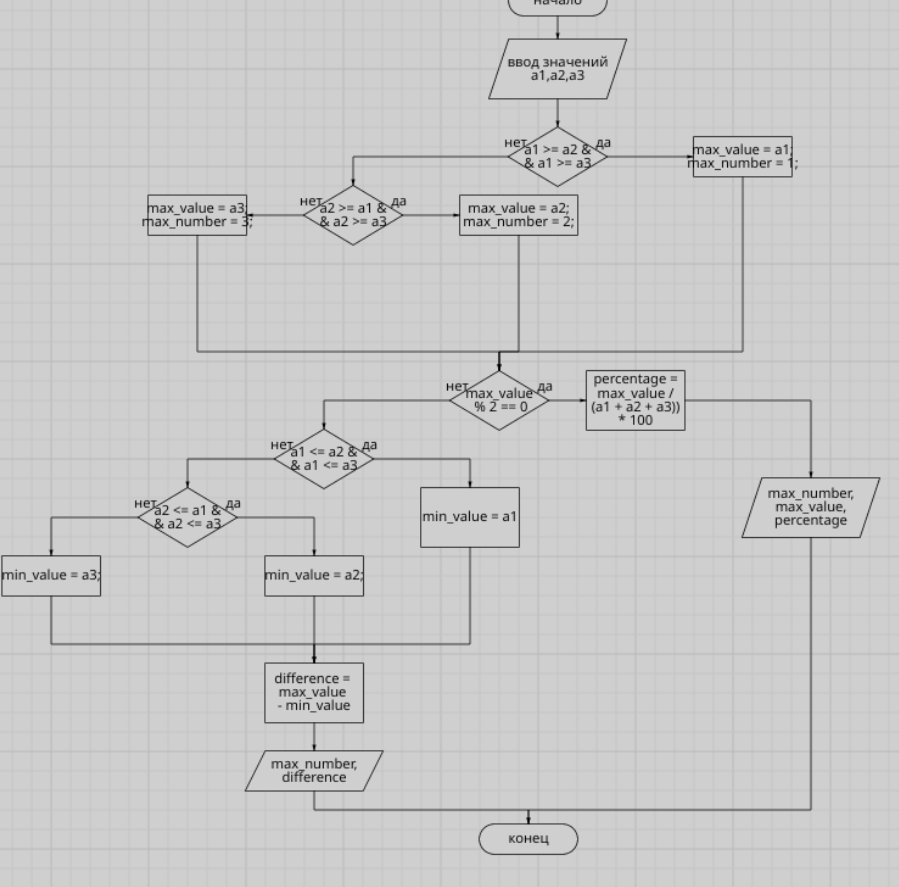 начало
ввод значений
a1,a2,a3
нет
да
a1 >= a2 &
& a1 >= a3
max_value = a1;
max_number = 1;
нет
да
a2 >= a1 &
& a2 >= a3
max_value = a3;
max_number = 3;
max_value = a2;
max_number = 2;
нет
да
max_value
% 2 == 0
percentage =
max_value /
(a1 + a2 + a3))
* 100
нет
да
a1 <= a2 &
& a1 <= a3
max_number,
max_value,
percentage
нет
да
a2 <= a1 &
& a2 <= a3
min_value = a1
min_value = a3;
min_value = a2;
difference =
max_value
- min_value
max_number,
difference
конец